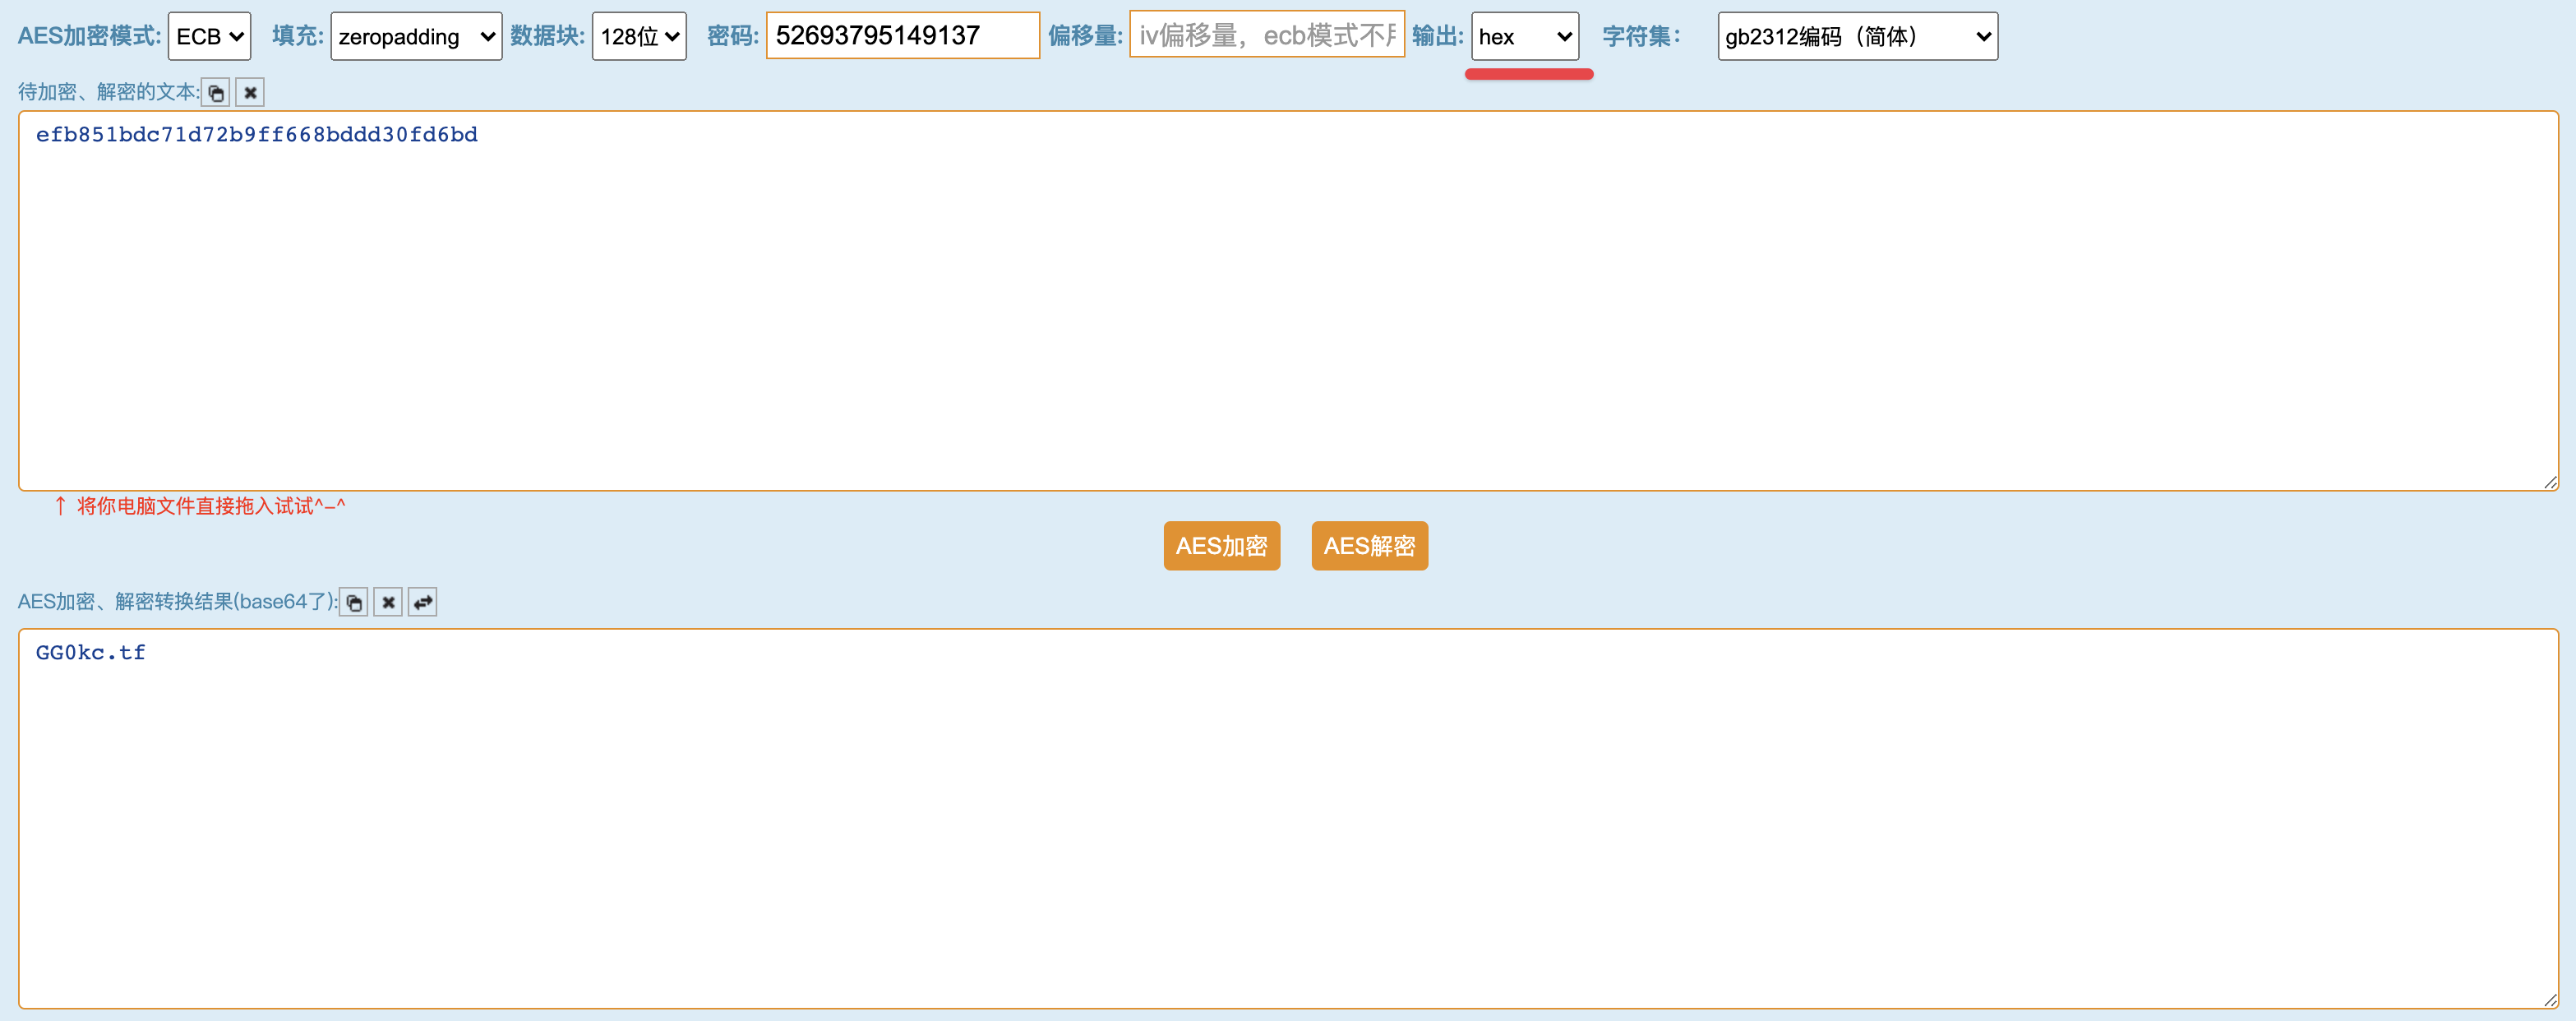 AES加密模式: ECB 填充: zeropadding 数据块: 128位 密码: 52693795149137 偏移量: iv偏移量，ecb模式不 输出: hex 字符集： gb2312编码（简体）
待加密、解密的文本:
efb851bdc71d72b9ff668bddd30fd6bd
↑ 将你电脑文件直接拖入试试^-^
AES加密 AES解密
AES加密、解密转换结果(base64了):
GG0kc.tf